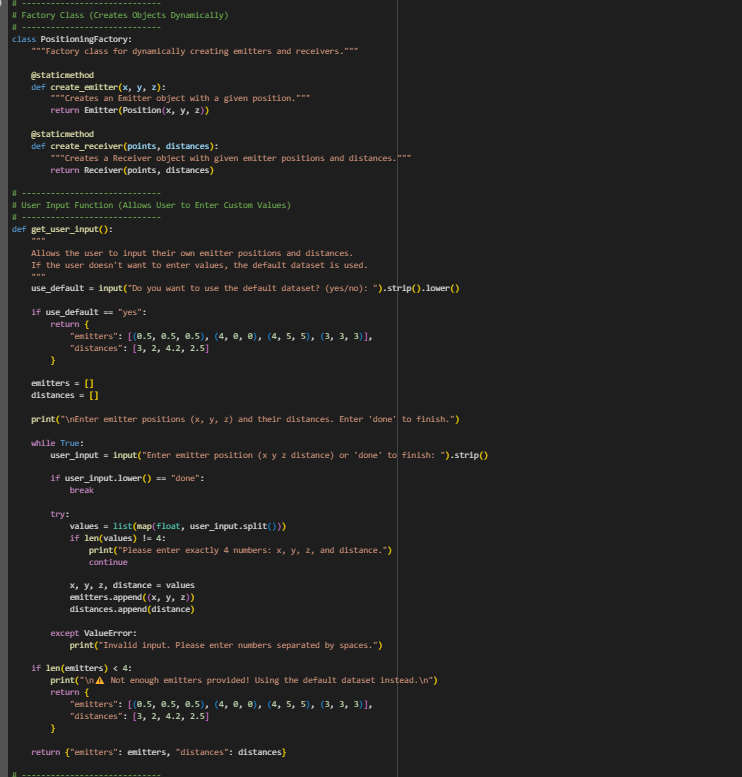 # -----------------------------
# Factory Class (Creates Objects Dynamically)
# -----------------------------
class PositioningFactory:
    """Factory class for dynamically creating emitters and receivers."""

    @staticmethod
    def create_emitter(x, y, z):
        """Creates an Emitter object with a given position."""
        return Emitter(Position(x, y, z))

    @staticmethod
    def create_receiver(points, distances):
        """Creates a Receiver object with given emitter positions and distances."""
        return Receiver(points, distances)

# -----------------------------
# User Input Function (Allows User to Enter Custom Values)
# -----------------------------
def get_user_input():
    """
    Allows the user to input their own emitter positions and distances.
    If the user doesn't want to enter values, the default dataset is used.
    """
    use_default = input("Do you want to use the default dataset? (yes/no): ").strip().lower()

    if use_default == "yes":
        return {
            "emitters": [(0.5, 0.5, 0.5), (4, 0, 0), (4, 5, 5), (3, 3, 3)],
            "distances": [3, 2, 4.2, 2.5]
        }

    emitters = []
    distances = []

    print("\nEnter emitter positions (x, y, z) and their distances. Enter 'done' to finish.")

    while True:
        user_input = input("Enter emitter position (x y z distance) or 'done' to finish: ").strip()

        if user_input.lower() == "done":
            break

        try:
            values = list(map(float, user_input.split()))
            if len(values) != 4:
                print("Please enter exactly 4 numbers: x, y, z, and distance.")
                continue

            x, y, z, distance = values
            emitters.append((x, y, z))
            distances.append(distance)

        except ValueError:
            print("Invalid input. Please enter numbers separated by spaces.")

    if len(emitters) < 4:
        print("\n⚠️ Not enough emitters provided! Using the default dataset instead.\n")
        return {
            "emitters": [(0.5, 0.5, 0.5), (4, 0, 0), (4, 5, 5), (3, 3, 3)],
            "distances": [3, 2, 4.2, 2.5]
        }

    return {"emitters": emitters, "distances": distances}

# -----------------------------